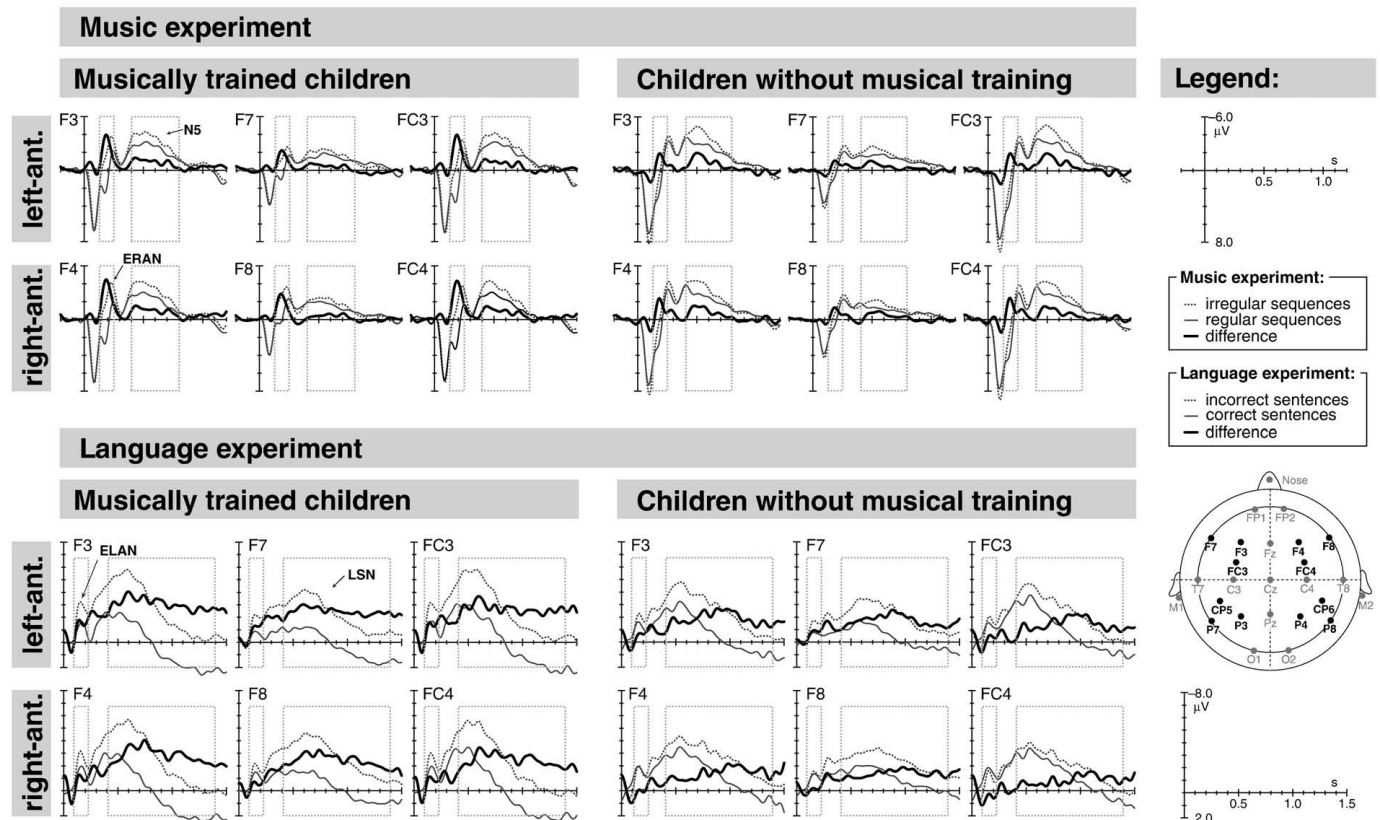 Music experiment
Musically trained children
Children without musical training
Legend:
left-ant.
F3
N5
F7
FC3
F3
F7
FC3
-6.0
µV
s
0.5
1.0
8.0
right-ant.
F4
ERAN
F8
FC4
F4
F8
FC4
Music experiment:
irregular sequences
regular sequences
difference
Language experiment:
incorrect sentences
correct sentences
difference
Language experiment
Musically trained children
Children without musical training
left-ant.
F3
ELAN
F7
LSN
FC3
F3
F7
FC3
Nose
FP1
FP2
F7
F3
Fz
F4
F8
FC3
FC4
T7
C3
Cz
C4
T8
M1
M2
CP5
CP6
P7
P3
Pz
P4
P8
O1
O2
right-ant.
F4
F8
FC4
F4
F8
FC4
-8.0
µV
s
0.5
1.0
1.5
2.0